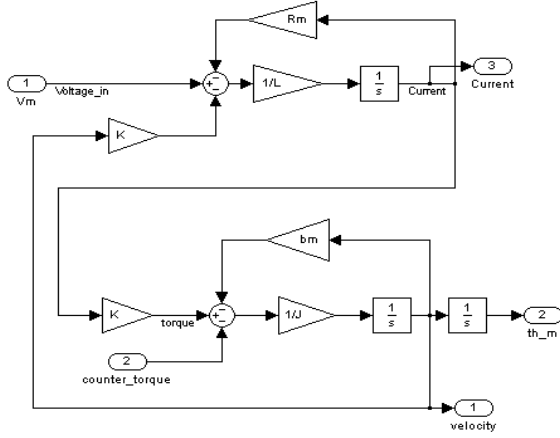 Rm
1
Vm
Voltage_in
+
−
−
1/L
1
s
Current
3
Current
K
bm
K
torque
+
−
−
1/J
1
s
1
s
2
th_m
2
counter_torque
1
velocity